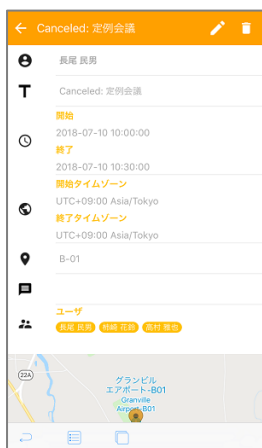 Canceled: 定例会議
長尾 民男
Canceled: 定例会議
開始
2018-07-10 10:00:00
終了
2018-07-10 10:30:00
開始タイムゾーン
UTC+09:00 Asia/Tokyo
終了タイムゾーン
UTC+09:00 Asia/Tokyo
B-01
ユーザ
長尾 民男 柿崎 花鈴 高村 雅也
22A
グランビル
エアポート-B01
Granville
Airport-B01